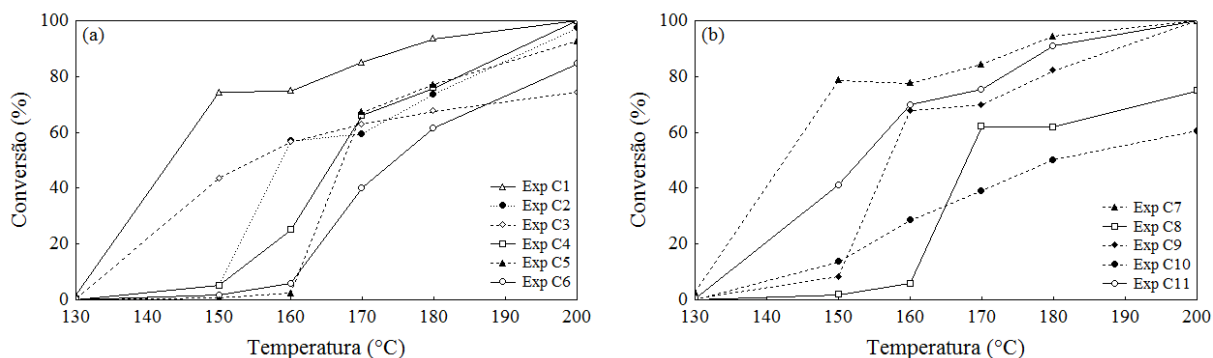 (a)
Conversão (%)
100
80
60
40
20
0
Exp C1
Exp C2
Exp C3
Exp C4
Exp C5
Exp C6
130 140 150 160 170 180 190 200
Temperatura (°C)
(b)
Conversão (%)
100
80
60
40
20
0
Exp C7
Exp C8
Exp C9
Exp C10
Exp C11
130 140 150 160 170 180 190 200
Temperatura (°C)